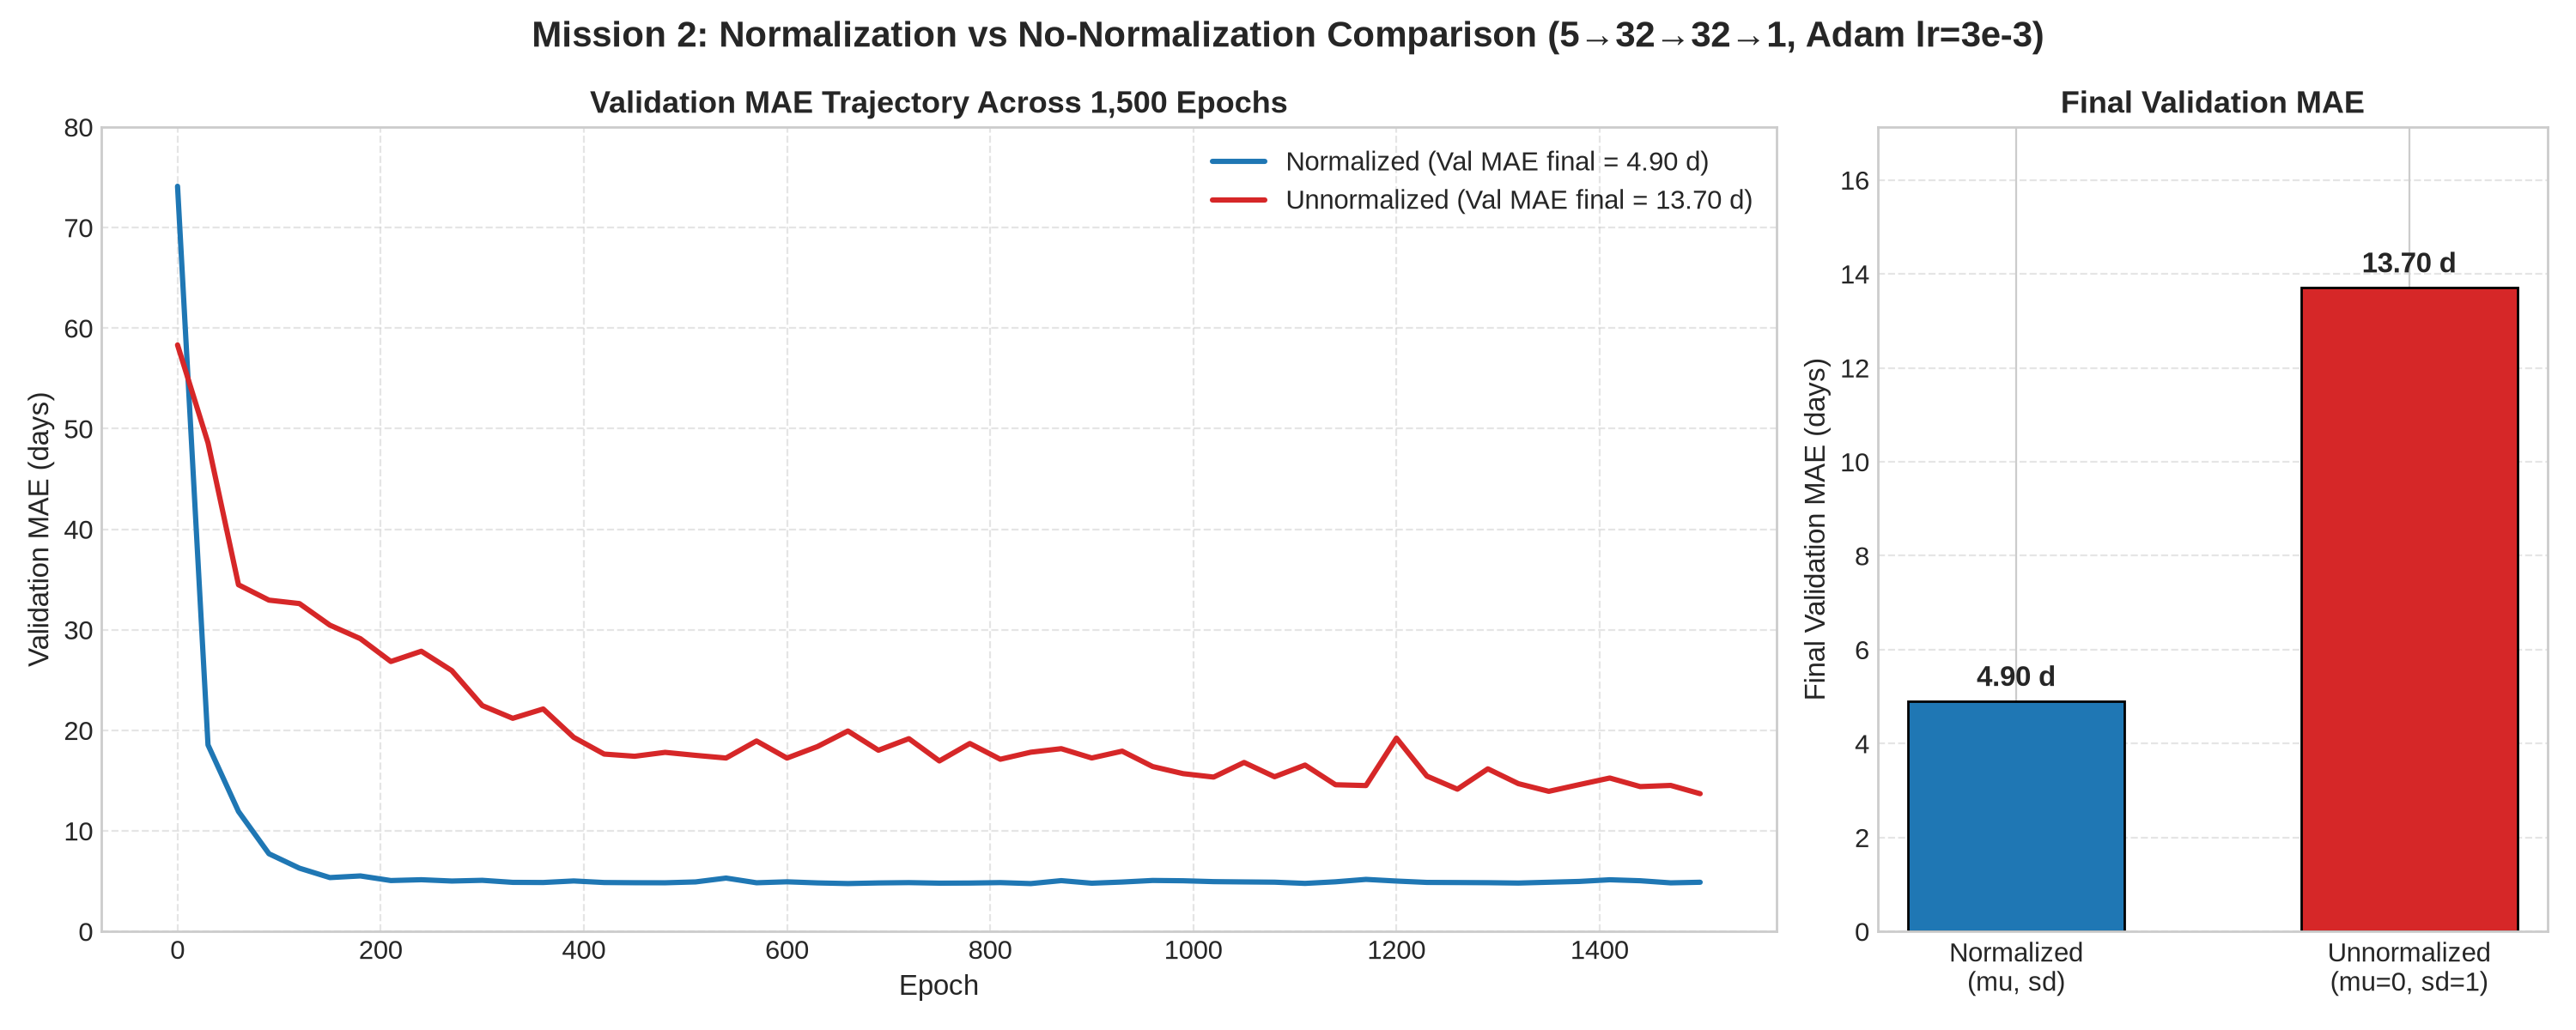 Mission 2: Normalization vs No-Normalization Comparison (5→32→32→1, Adam lr=3e-3)
Validation MAE Trajectory Across 1,500 Epochs
Validation MAE (days)
80
70
60
50
40
30
20
10
0
Normalized (Val MAE final = 4.90 d)
Unnormalized (Val MAE final = 13.70 d)
0 200 400 600 800 1000 1200 1400
Epoch
Final Validation MAE
Final Validation MAE (days)
16
14
12
10
8
6
4
2
0
4.90 d
13.70 d
Normalized
(mu, sd)
Unnormalized
(mu=0, sd=1)